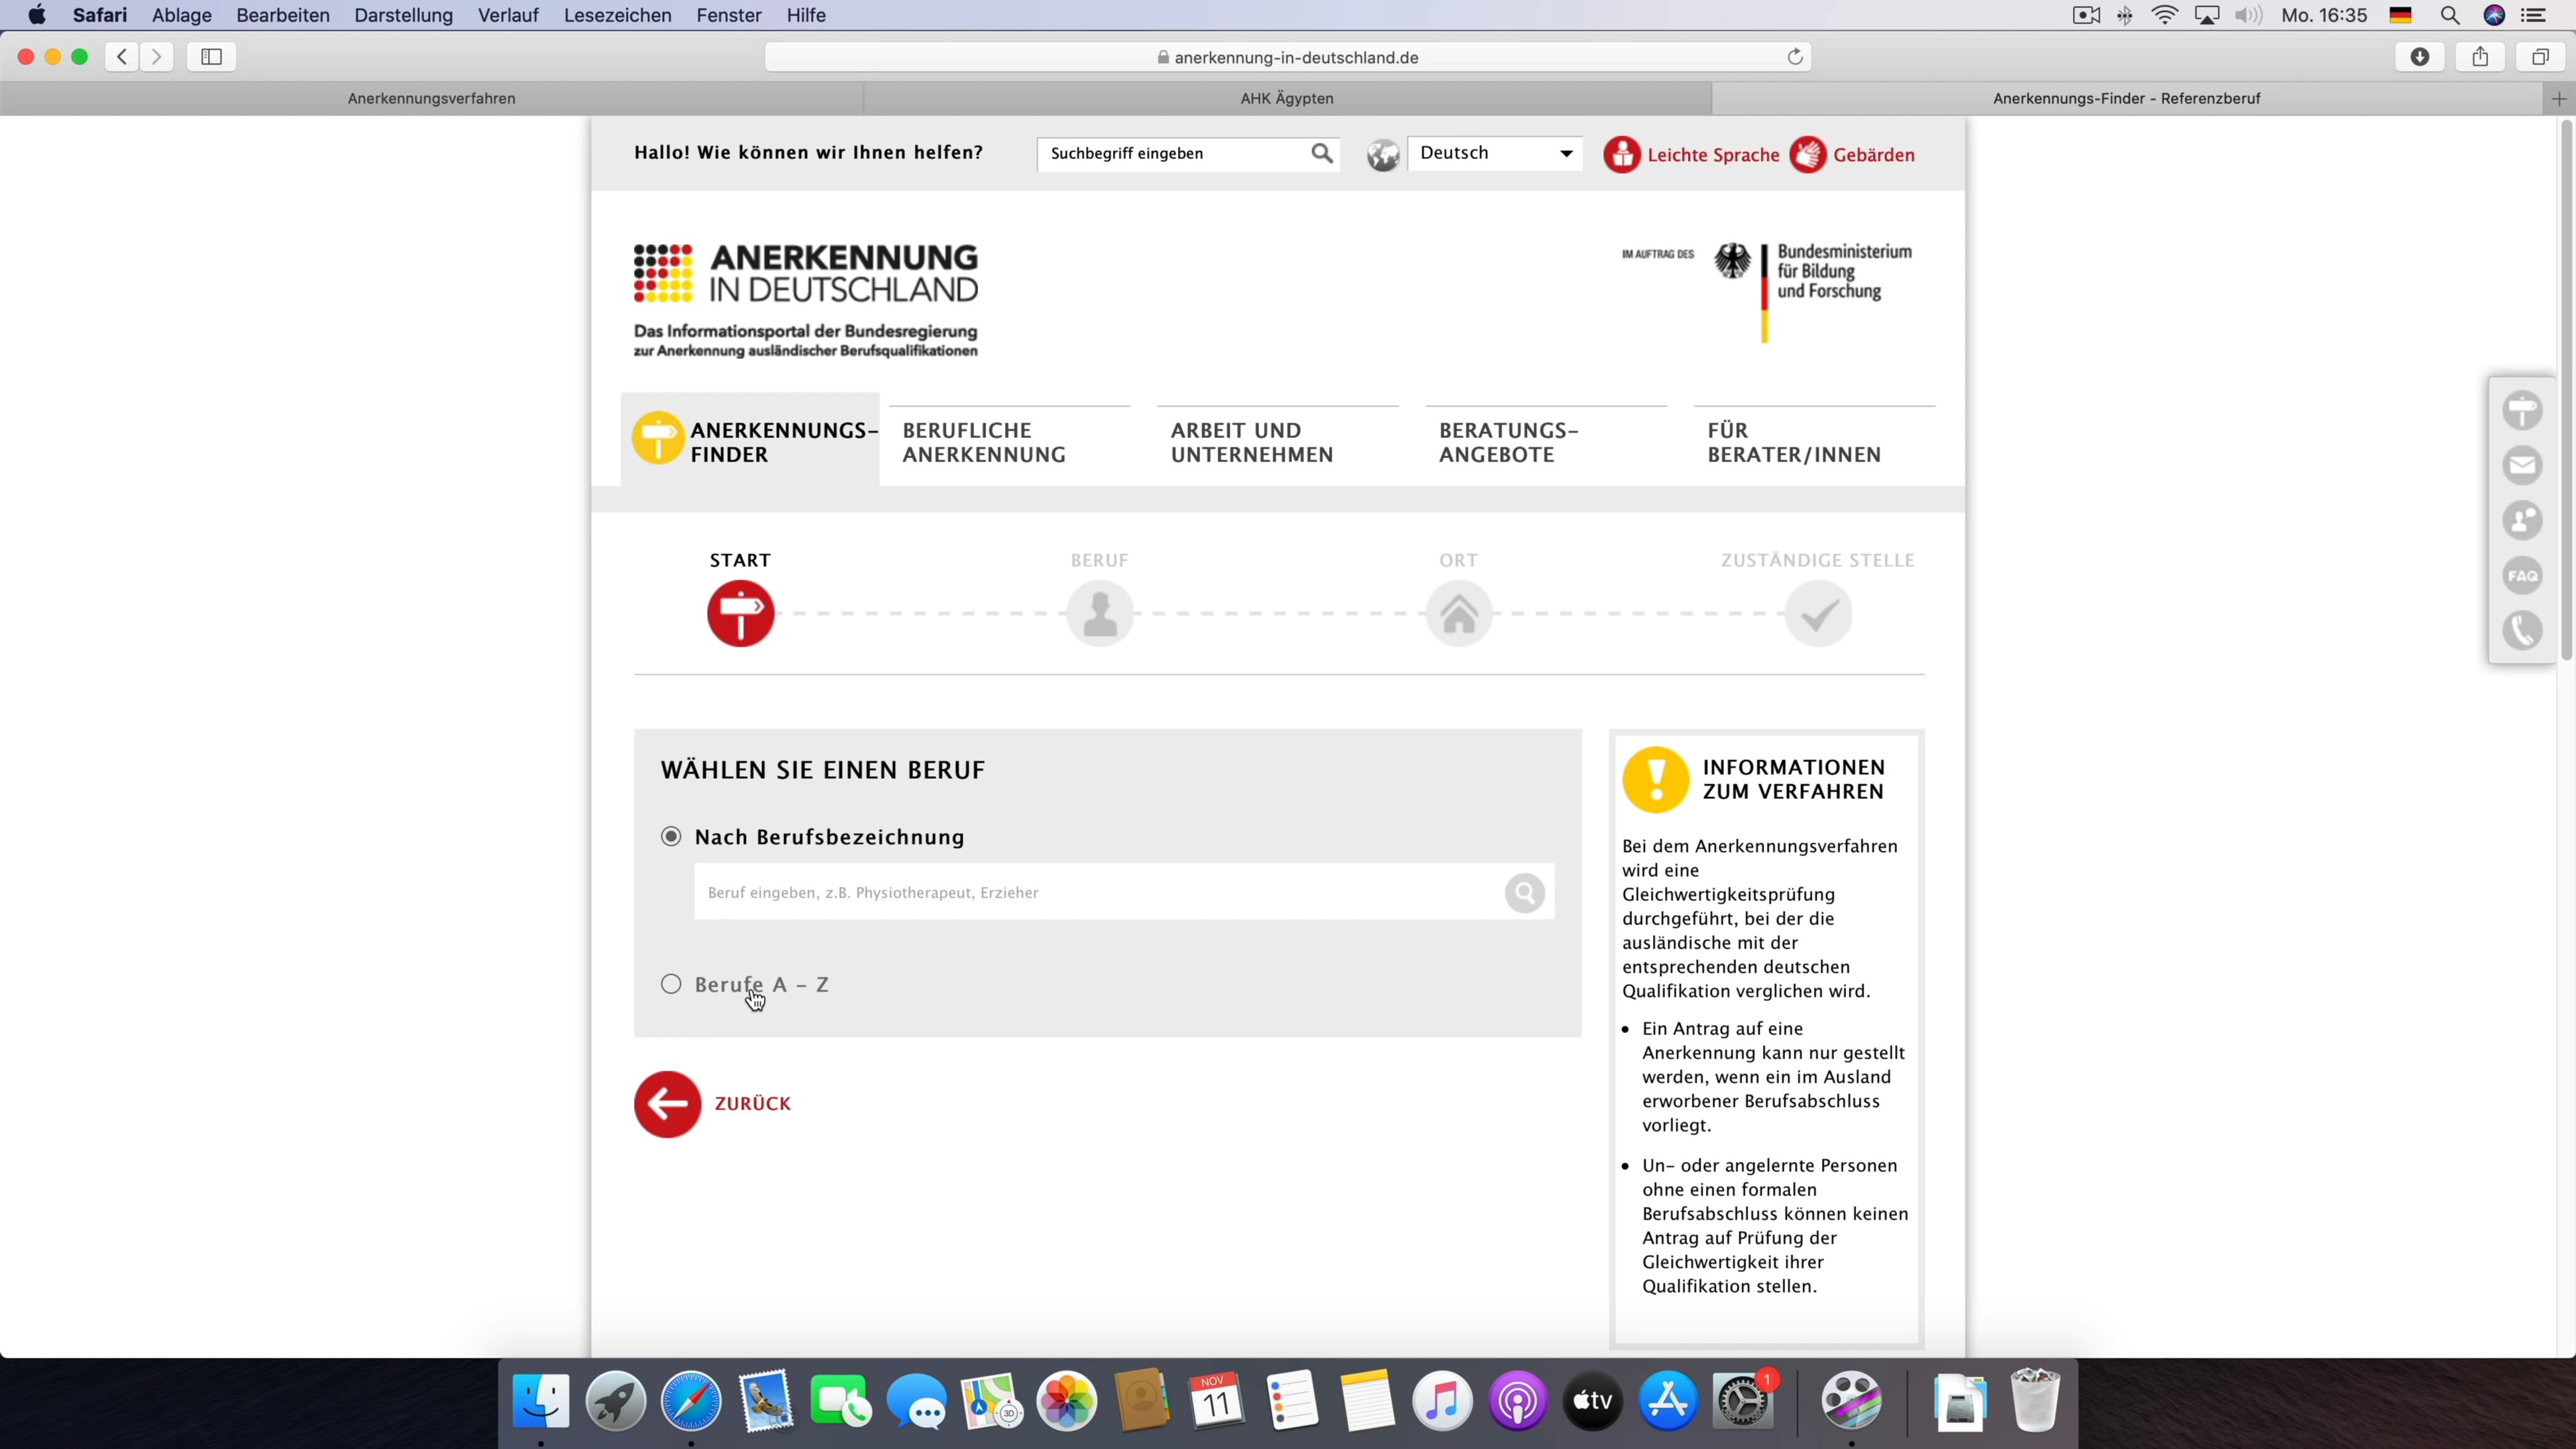 Safari Ablage Bearbeiten Darstellung Verlauf Lesezeichen Fenster Hilfe Mo. 16:35
anerkennung-in-deutschland.de
Anerkennungsverfahren AHK Ägypten Anerkennungs-Finder - Referenzberuf
Hallo! Wie können wir Ihnen helfen? Suchbegriff eingeben Deutsch Leichte Sprache Gebärden
ANERKENNUNG
IN DEUTSCHLAND
Das Informationsportal der Bundesregierung
zur Anerkennung ausländischer Berufsqualifikationen
IM AUFTRAG DES
Bundesministerium
für Bildung
und Forschung
ANERKENNUNGS-
FINDER
BERUFLICHE
ANERKENNUNG
ARBEIT UND
UNTERNEHMEN
BERATUNGS-
ANGEBOTE
FÜR
BERATER/INNEN
FAQ
START BERUF ORT ZUSTÄNDIGE STELLE
WÄHLEN SIE EINEN BERUF
Nach Berufsbezeichnung
Beruf eingeben, z.B. Physiotherapeut, Erzieher
Berufe A - Z
ZURÜCK
INFORMATIONEN
ZUM VERFAHREN
Bei dem Anerkennungsverfahren
wird eine
Gleichwertigkeitsprüfung
durchgeführt, bei der die
ausländische mit der
entsprechenden deutschen
Qualifikation verglichen wird.
• Ein Antrag auf eine
Anerkennung kann nur gestellt
werden, wenn ein im Ausland
erworbener Berufsabschluss
vorliegt.
• Un- oder angelernte Personen
ohne einen formalen
Berufsabschluss können keinen
Antrag auf Prüfung der
Gleichwertigkeit ihrer
Qualifikation stellen.
3D
NOV
11
tv
1